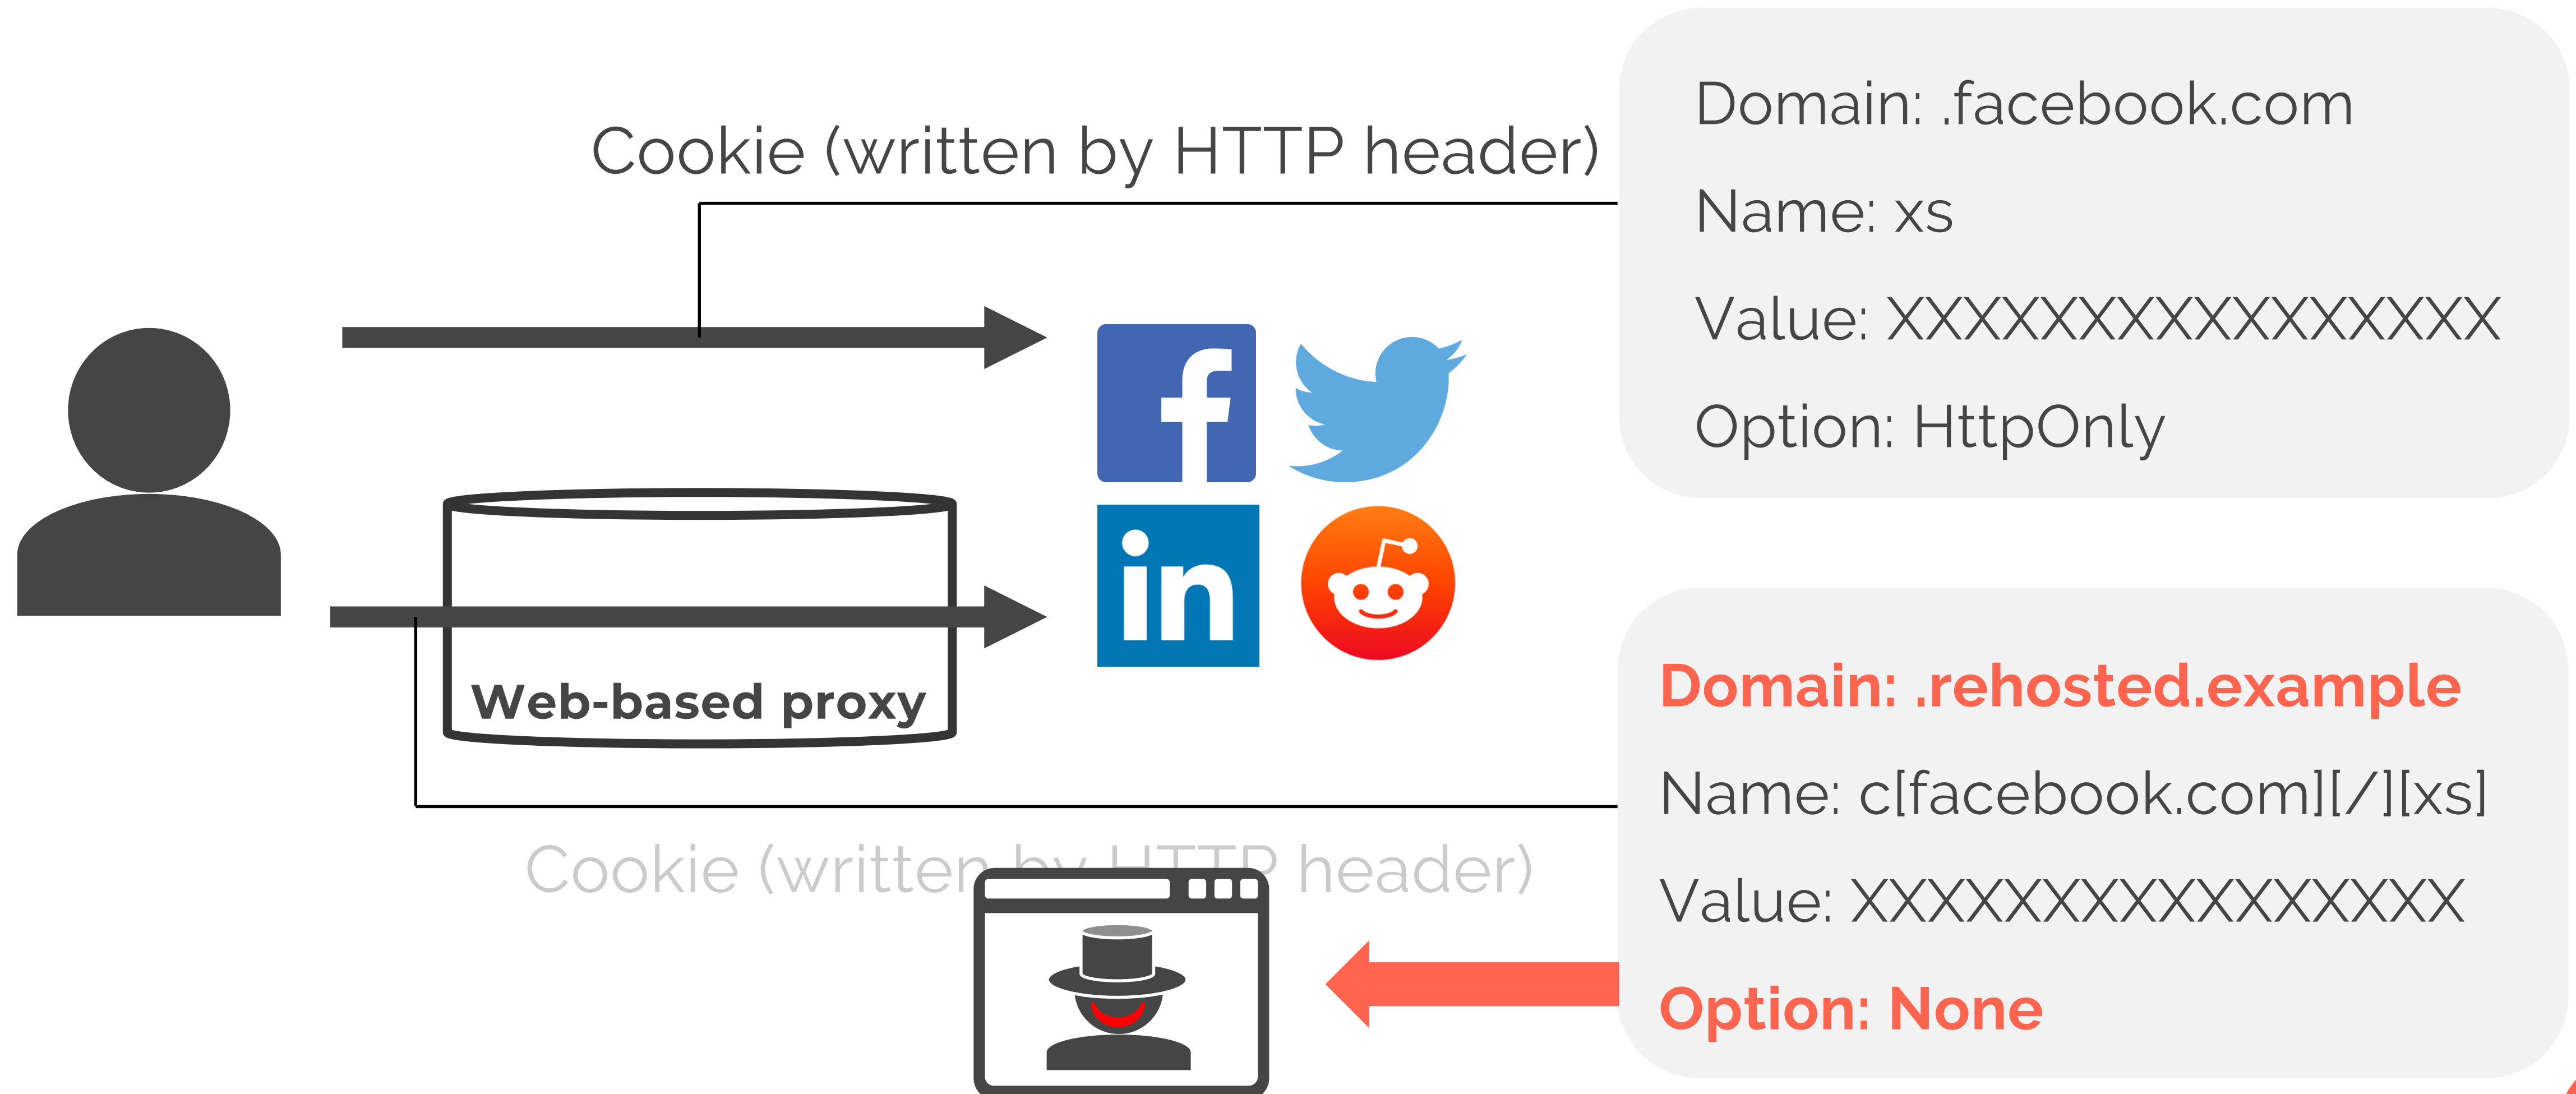 Cookie (written by HTTP header)
Domain: .facebook.com
Name: xs
Value: XXXXXXXXXXXXXXXX
Option: HttpOnly
f
in
Web-based proxy
Cookie (written by HTTP header)
Domain: .rehosted.example
Name: c[facebook.com][/][xs]
Value: XXXXXXXXXXXXXXXX
Option: None